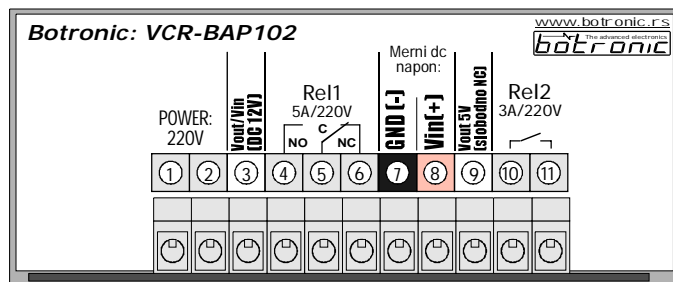 Botronic: VCR-BAP102
www.botronic.rs
The advanced electronics
botronic
POWER:
220V
Vout/Vin
(DC 12V)
Rel1
5A/220V
NO
C
NC
Merni dc
napon:
GND (-)
Vin(+)
Vout 5V
(slobodno NC)
Rel2
3A/220V
1 2 3 4 5 6 7 8 9 10 11